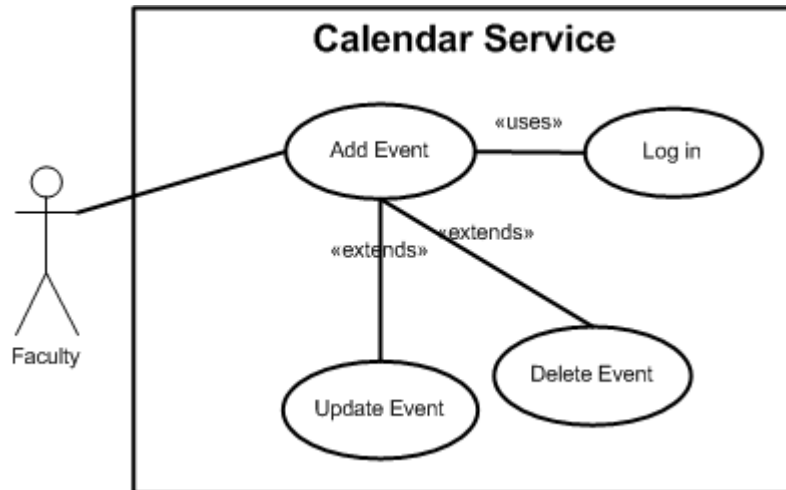 Calendar Service
«uses»
Add Event
Log in
«extends»
«extends»
Faculty
Delete Event
Update Event